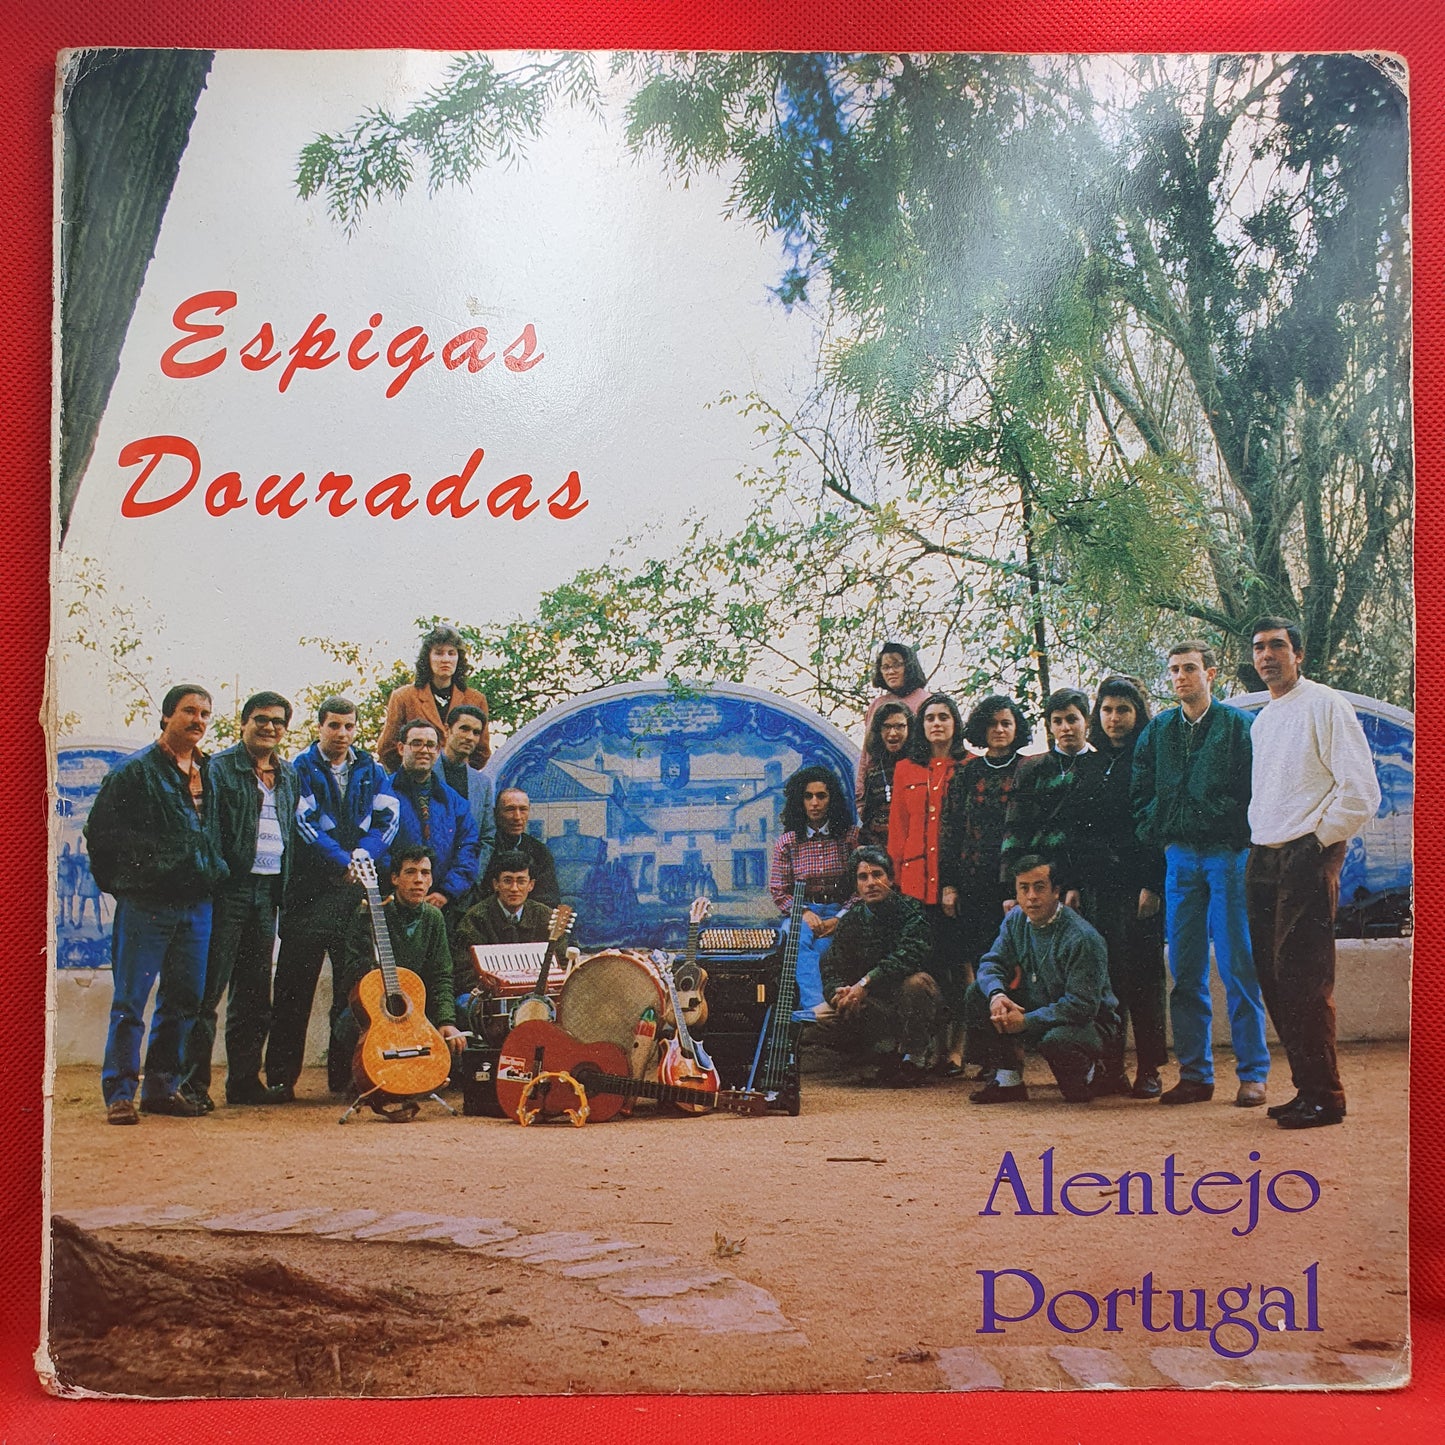 Espigas
Douradas
Alentejo
Portugal